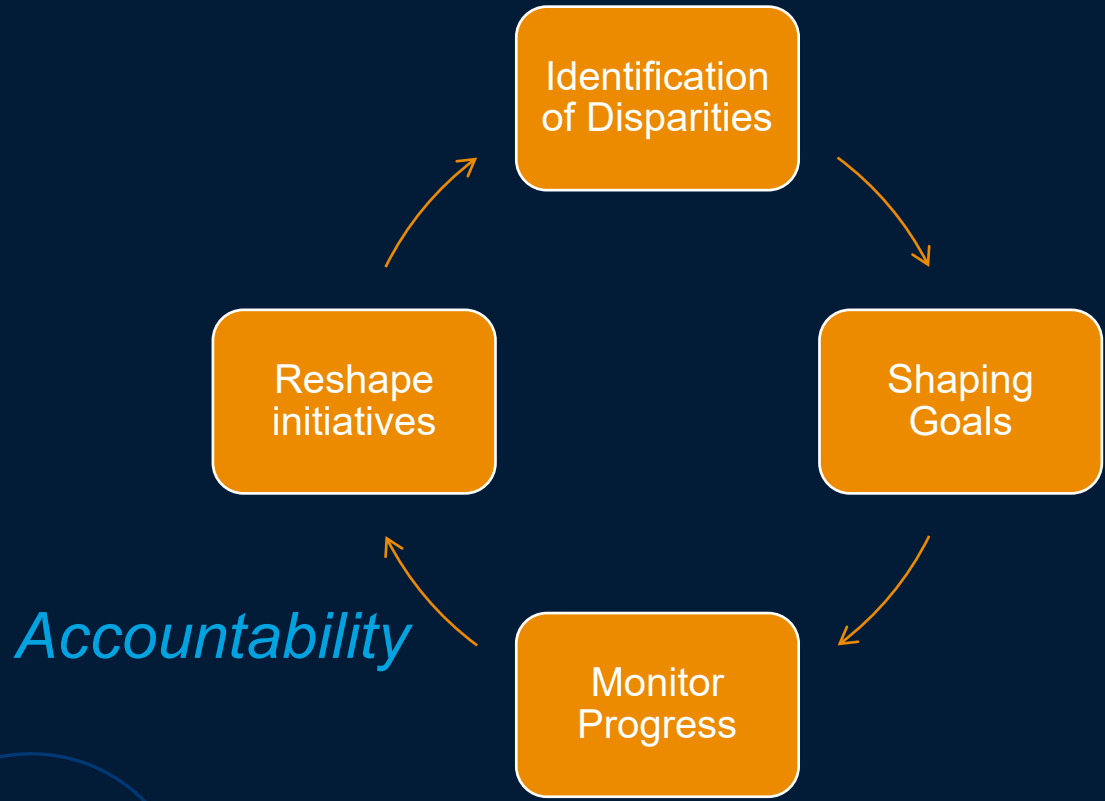 Identification
of Disparities
Shaping
Goals
Monitor
Progress
Reshape
initiatives
Accountability